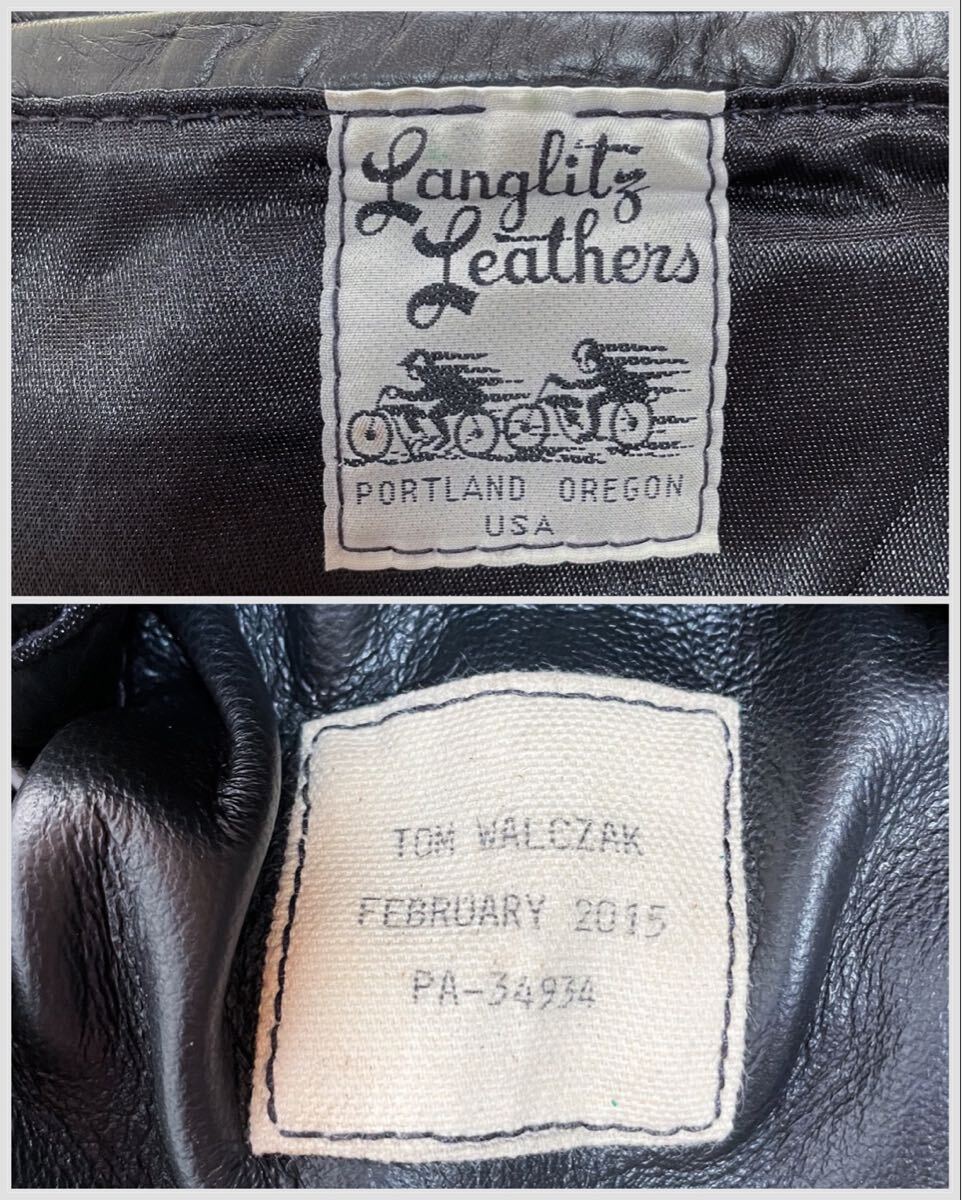 Langlitz
Leathers
PORTLAND OREGON
USA
TOM WALCZAK
FEBRUARY 2015
PA-34934